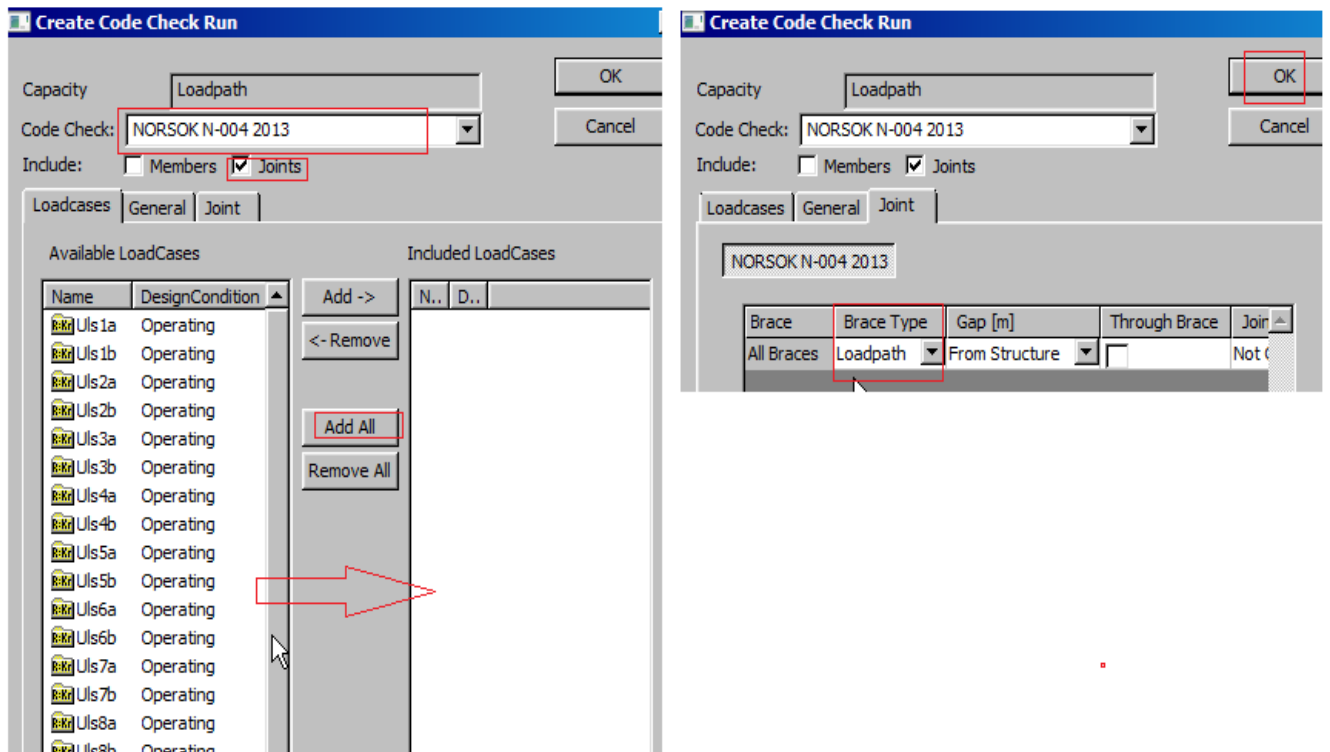 Create Code Check Run
Capacity Loadpath OK
Code Check: NORSOK N-004 2013 Cancel
Include: Members Joints
Loadcases General Joint
Available LoadCases Included LoadCases
Name DesignCondition Add -> N.. D..
Uls1a Operating
<- Remove
Uls1b Operating
Uls2a Operating
Uls2b Operating
Add All
Uls3a Operating
Uls3b Operating Remove All
Uls4a Operating
Uls4b Operating
Uls5a Operating
Uls5b Operating
Uls6a Operating
Uls6b Operating
Uls7a Operating
Uls7b Operating
Uls8a Operating
Uls8b Operating
Create Code Check Run
Capacity Loadpath OK
Code Check: NORSOK N-004 2013 Cancel
Include: Members Joints
Loadcases General Joint
NORSOK N-004 2013
Brace Brace Type Gap [m] Through Brace Join
All Braces Loadpath From Structure Not